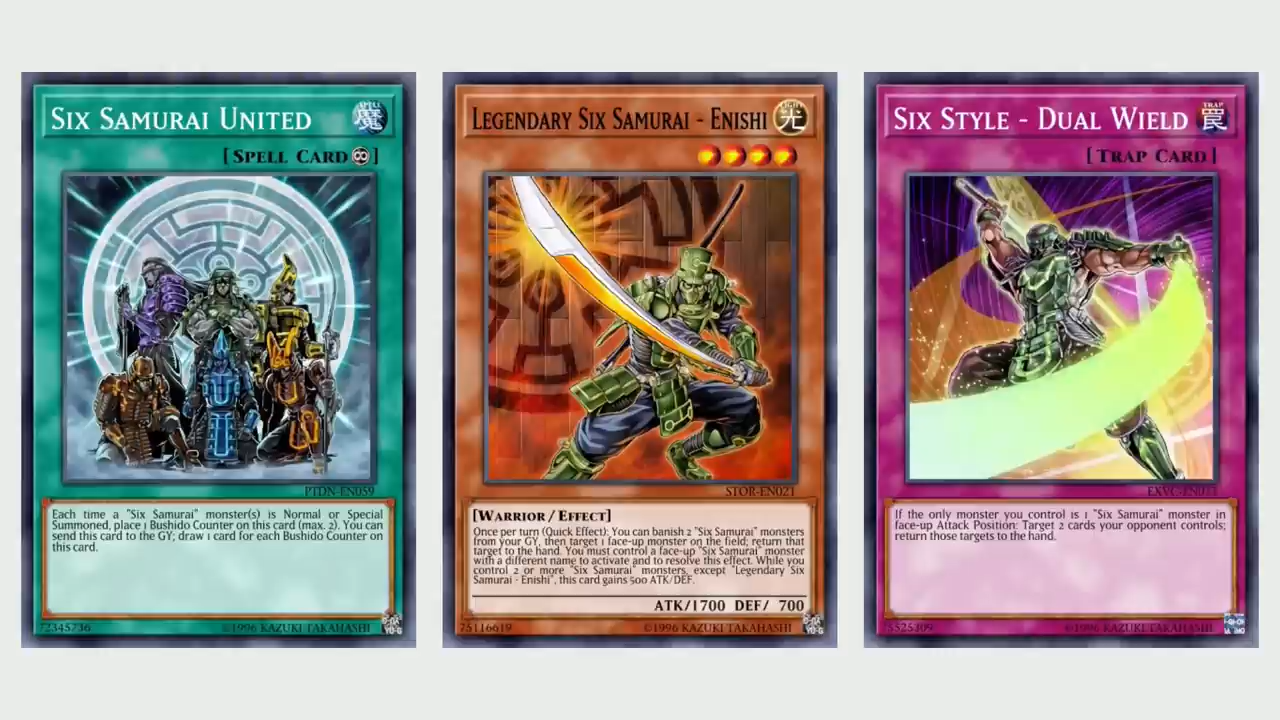 SIX SAMURAI UNITED
SPELL
魔
[SPELL CARD]
PTDN-EN059
Each time a "Six Samurai" monster(s) is Normal or Special
Summoned, place 1 Bushido Counter on this card (max. 2). You can
send this card to the GY; draw 1 card for each Bushido Counter on
this card.
72345736
©1996 KAZUKI TAKAHASHI
LEGENDARY SIX SAMURAI - ENISHI
LIGHT
光
STOR-EN021
[WARRIOR / EFFECT]
Once per turn (Quick Effect): You can banish 2 "Six Samurai" monsters
from your GY, then target 1 face-up monster on the field; return that
target to the hand. You must control a face-up "Six Samurai" monster
with a different name to activate and to resolve this effect. While you
control 2 or more "Six Samurai" monsters, except "Legendary Six
Samurai - Enishi", this card gains 500 ATK/DEF.
ATK/1700 DEF/ 700
75116619
©1996 KAZUKI TAKAHASHI
SIX STYLE - DUAL WIELD
TRAP
罠
[TRAP CARD]
If the only monster you control is 1 "Six Samurai" monster in
face-up Attack Position: Target 2 cards your opponent controls;
return those targets to the hand.
75525309
©1996 KAZUKI TAKAHASHI